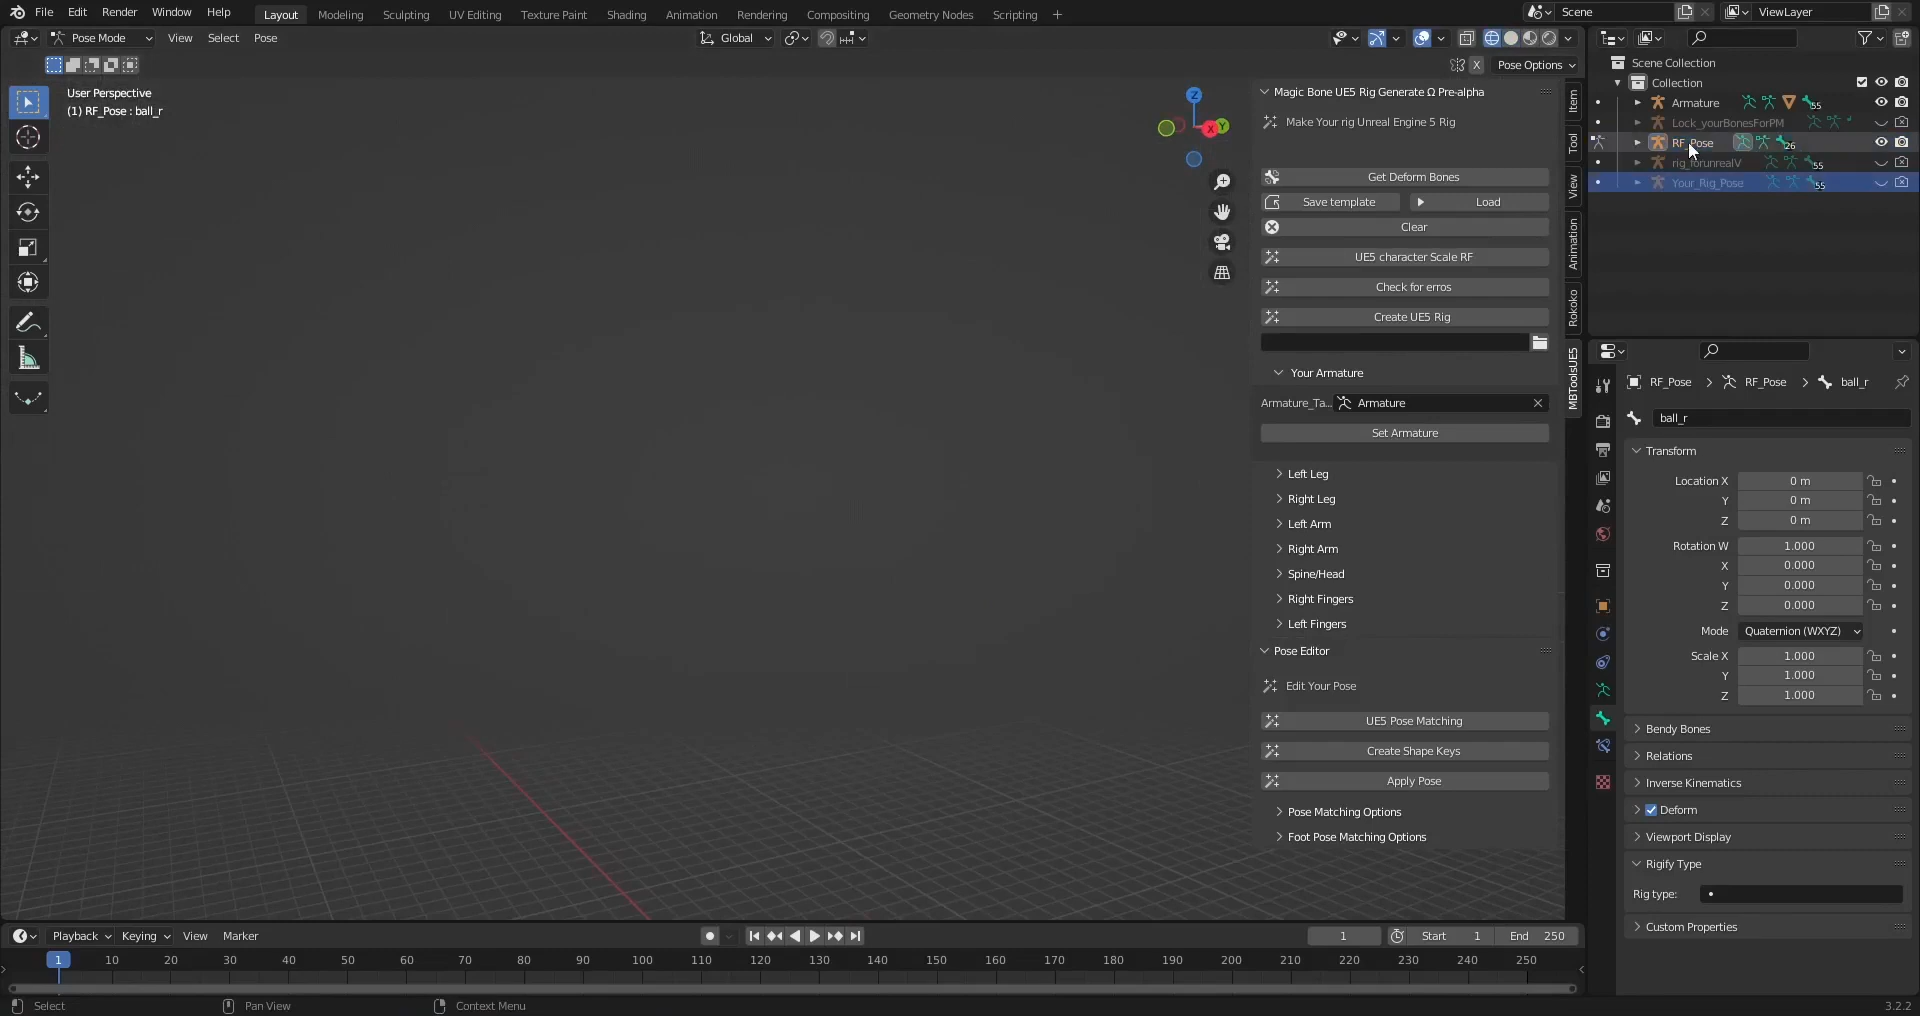 File Edit Render Window Help Layout Modeling Sculpting UV Editing Texture Paint Shading Animation Rendering Compositing Geometry Nodes Scripting + Scene ViewLayer
Pose Mode View Select Pose Global
X Pose Options
User Perspective
(1) RF_Pose : ball_r
Z
X Y
Magic Bone UE5 Rig Generate Ω Pre-alpha
Make Your rig Unreal Engine 5 Rig
Get Deform Bones
Save template Load
Clear
UE5 character Scale RF
Check for erros
Create UE5 Rig
Your Armature
Armature_Ta... Armature
Set Armature
Left Leg
Right Leg
Left Arm
Right Arm
Spine/Head
Right Fingers
Left Fingers
Pose Editor
Edit Your Pose
UE5 Pose Matching
Create Shape Keys
Apply Pose
Pose Matching Options
Foot Pose Matching Options
Item
Tool
View
Animation
Rokoko
MBToolsUE5
Scene Collection
Collection
Armature 55
Lock_yourBonesForPM
RF_Pose 26
rig_forunrealV 55
Your_Rig_Pose 55
RF_Pose RF_Pose ball_r
ball_r
Transform
Location X 0 m
Y 0 m
Z 0 m
Rotation W 1.000
X 0.000
Y 0.000
Z 0.000
Mode Quaternion (WXYZ)
Scale X 1.000
Y 1.000
Z 1.000
Bendy Bones
Relations
Inverse Kinematics
Deform
Viewport Display
Rigify Type
Rig type:
Custom Properties
Playback Keying View Marker 1 Start 1 End 250
1 10 20 30 40 50 60 70 80 90 100 110 120 130 140 150 160 170 180 190 200 210 220 230 240 250
Select Pan View Context Menu 3.2.2